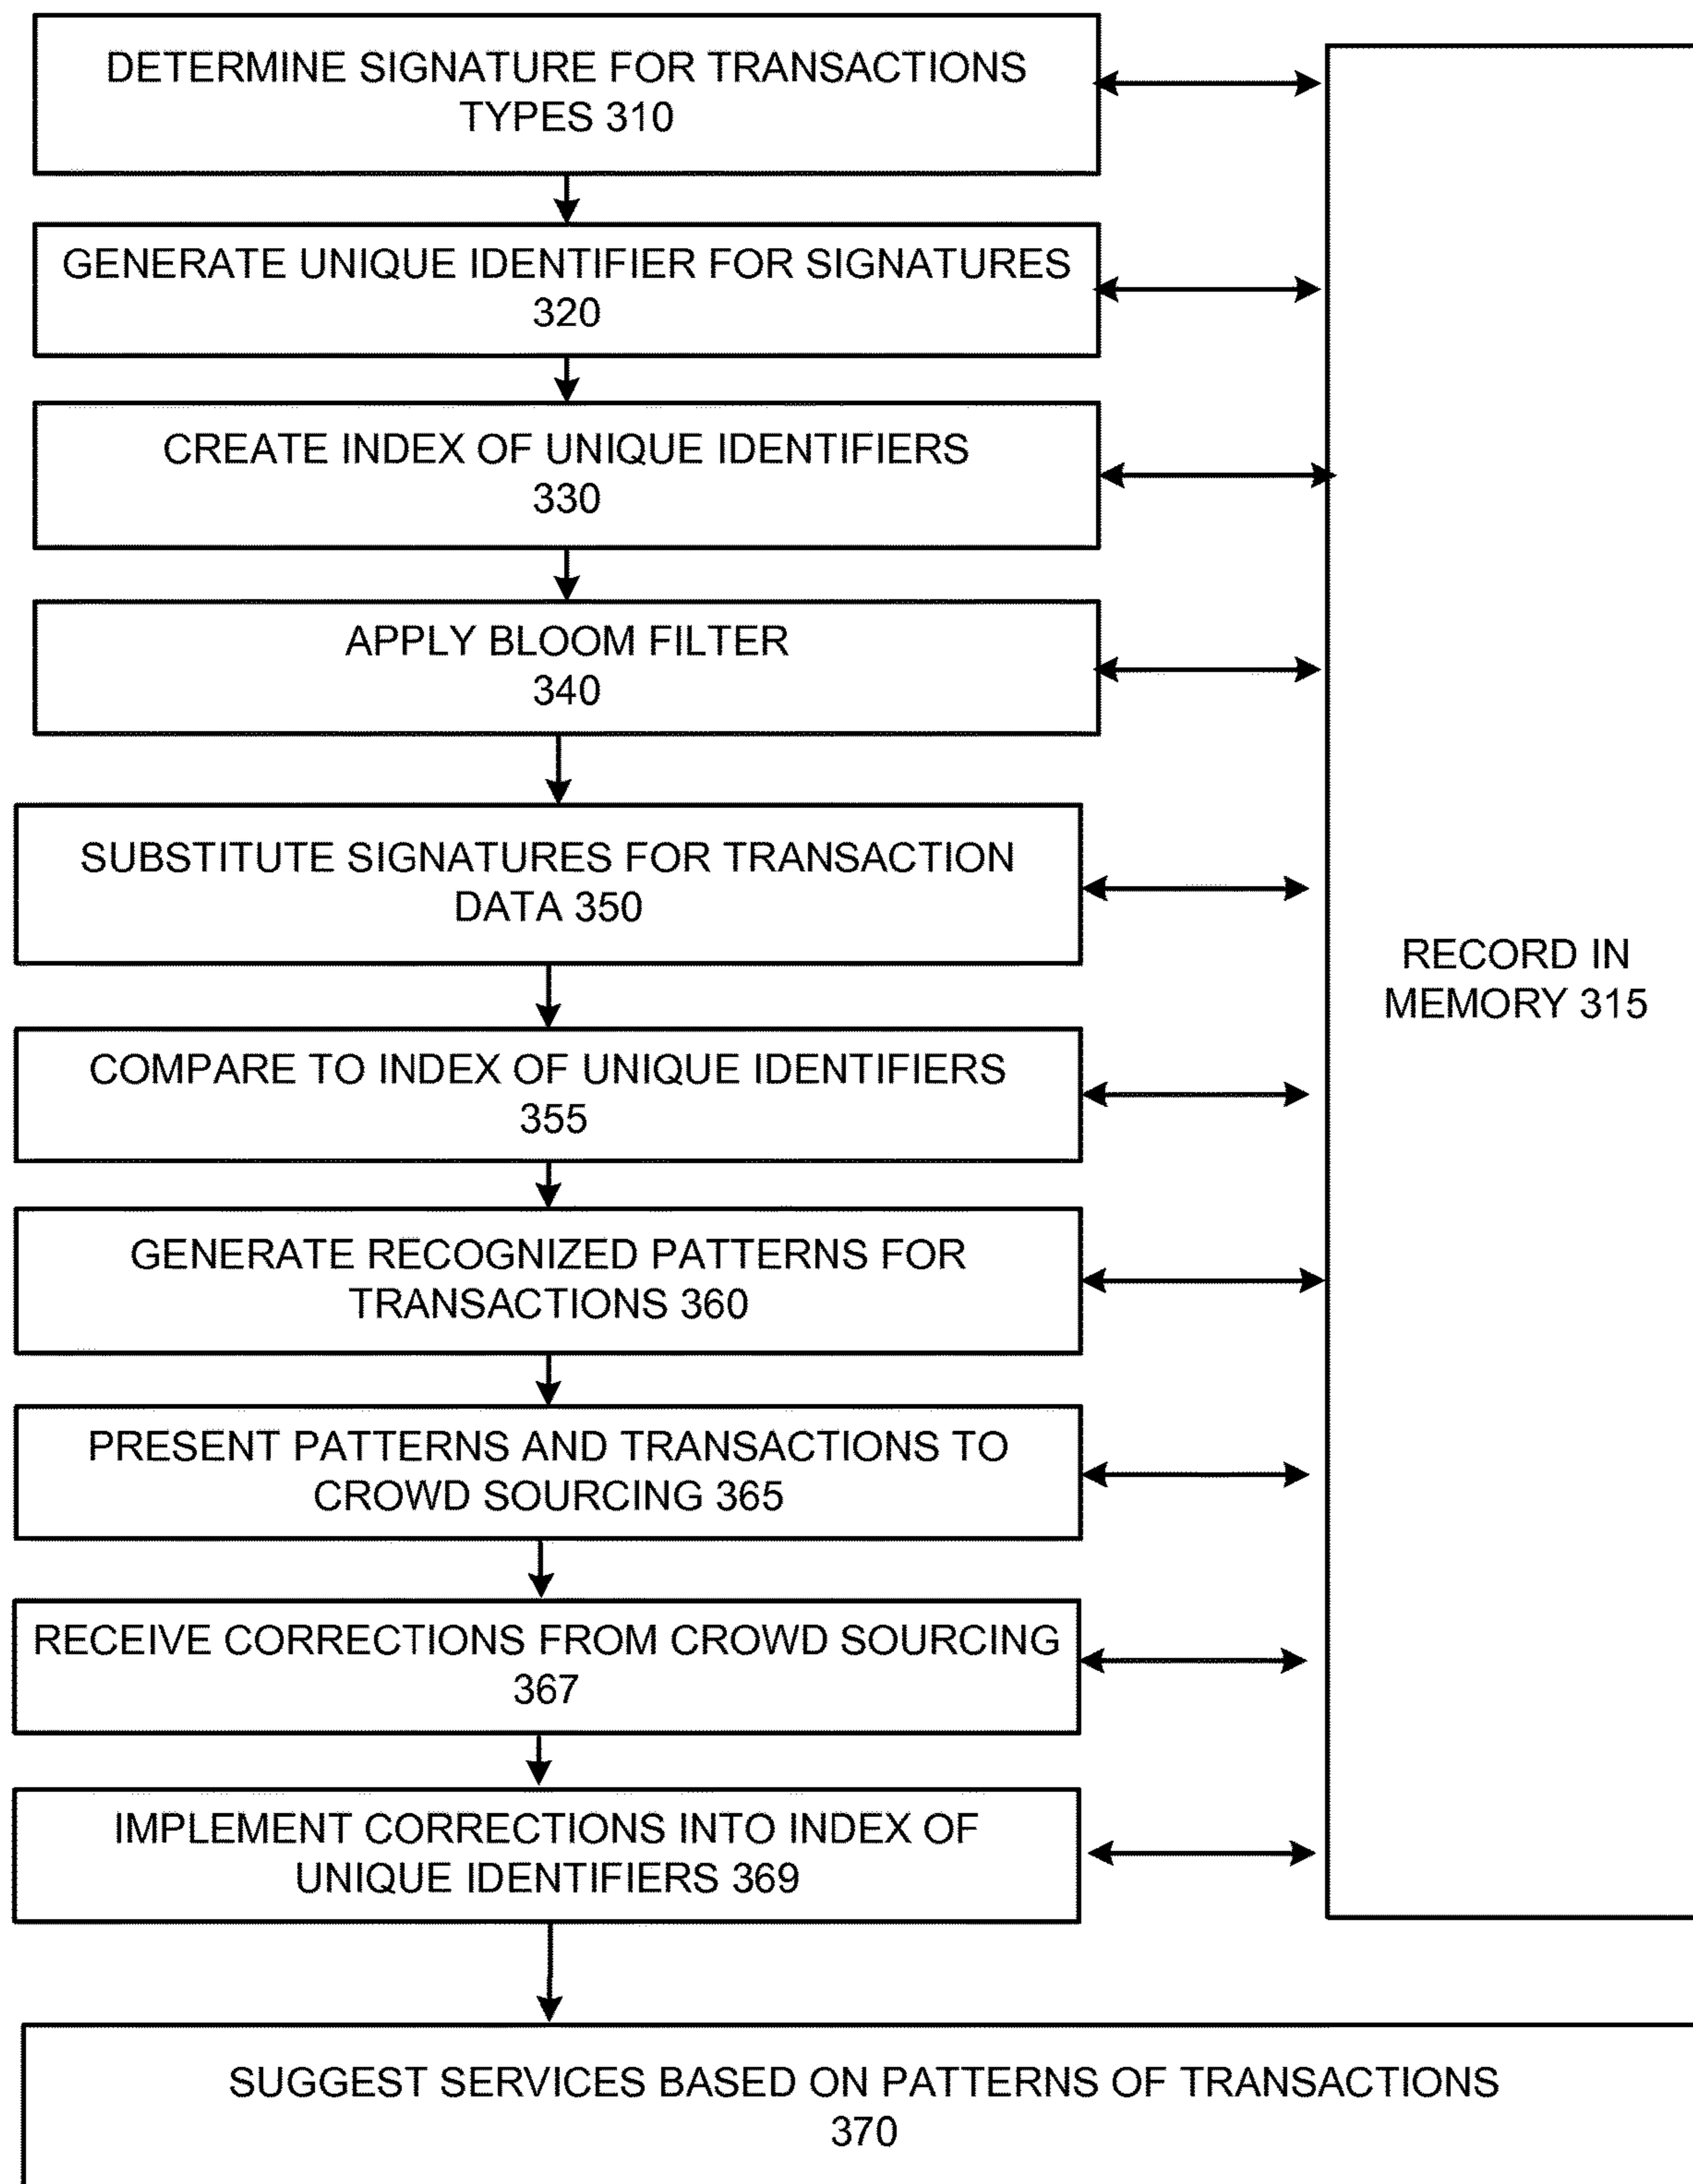 DETERMINE SIGNATURE FOR TRANSACTIONS
TYPES 310
GENERATE UNIQUE IDENTIFIER FOR SIGNATURES
320
CREATE INDEX OF UNIQUE IDENTIFIERS
330
APPLY BLOOM FILTER
340
SUBSTITUTE SIGNATURES FOR TRANSACTION
DATA 350
RECORD IN
MEMORY 315
COMPARE TO INDEX OF UNIQUE IDENTIFIERS
355
GENERATE RECOGNIZED PATTERNS FOR
TRANSACTIONS 360
PRESENT PATTERNS AND TRANSACTIONS TO
CROWD SOURCING 365
RECEIVE CORRECTIONS FROM CROWD SOURCING
367
IMPLEMENT CORRECTIONS INTO INDEX OF
UNIQUE IDENTIFIERS 369
SUGGEST SERVICES BASED ON PATTERNS OF TRANSACTIONS
370